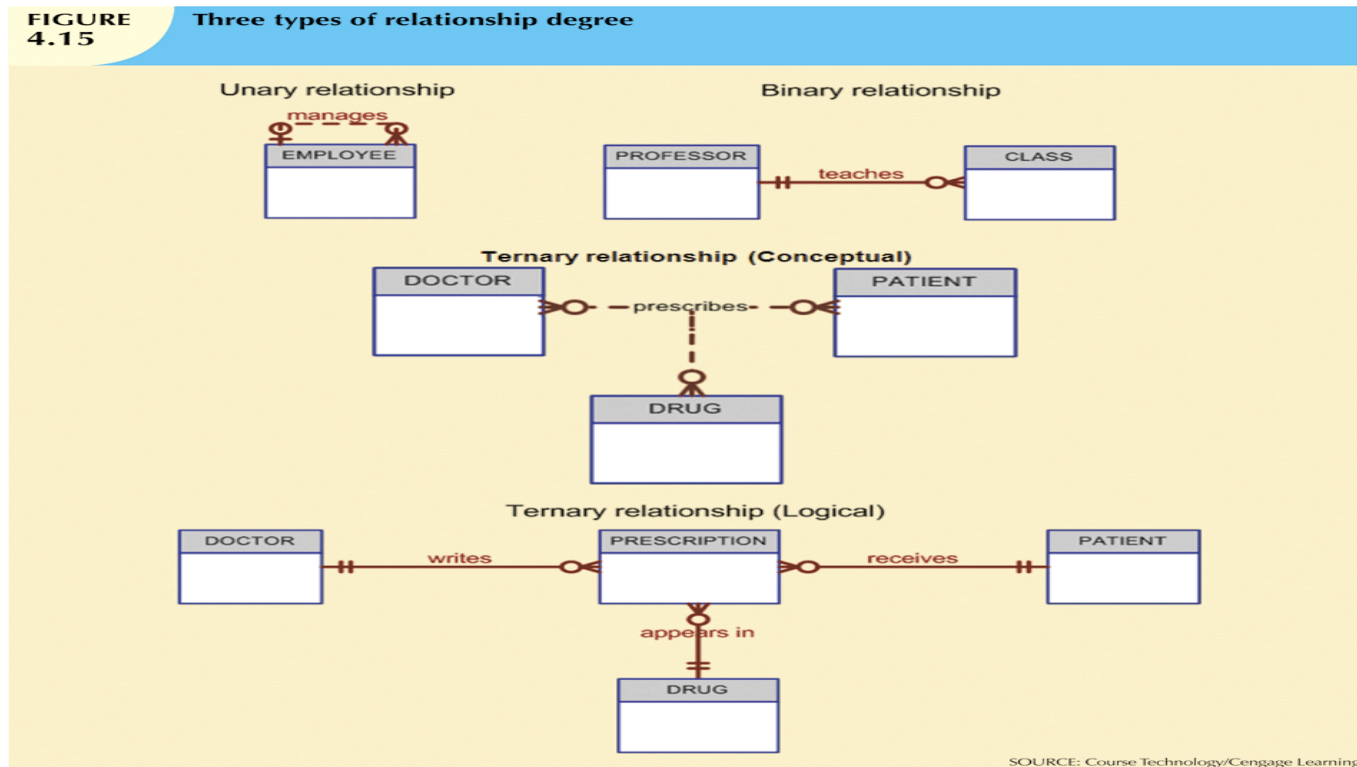 FIGURE
4.15
Three types of relationship degree
Unary relationship
manages
EMPLOYEE
Binary relationship
PROFESSOR
teaches
CLASS
Ternary relationship (Conceptual)
DOCTOR
prescribes
PATIENT
DRUG
Ternary relationship (Logical)
DOCTOR
writes
PRESCRIPTION
receives
PATIENT
appears in
DRUG
SOURCE: Course Technology/Cengage Learning